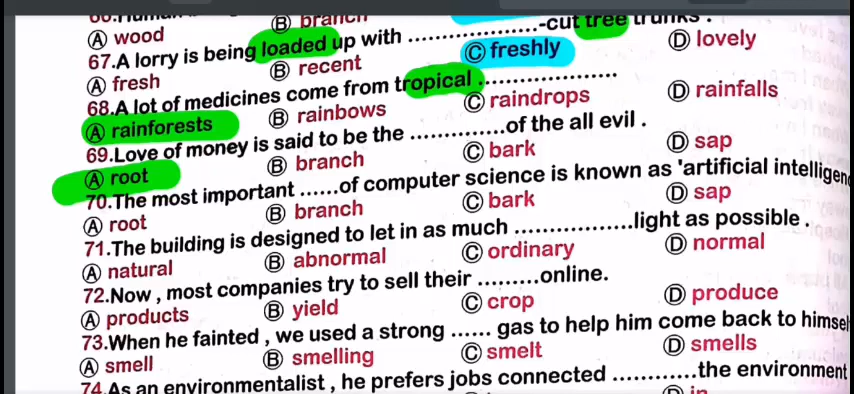 Ⓐ wood Ⓑ branch
67.A lorry is being loaded up with ....................-cut tree trunks .
Ⓐ fresh Ⓑ recent Ⓒ freshly Ⓓ lovely
68.A lot of medicines come from tropical ....................
Ⓐ rainforests Ⓑ rainbows Ⓒ raindrops Ⓓ rainfalls
69.Love of money is said to be the ..............of the all evil .
Ⓐ root Ⓑ branch Ⓒ bark Ⓓ sap
70.The most important ......of computer science is known as 'artificial
Ⓐ root Ⓑ branch Ⓒ bark Ⓓ sap
71.The building is designed to let in as much .................light as possible .
Ⓐ natural Ⓑ abnormal Ⓒ ordinary Ⓓ normal
72.Now , most companies try to sell their .........online.
Ⓐ products Ⓑ yield Ⓒ crop Ⓓ produce
73.When he fainted , we used a strong ...... gas to help him come back to
Ⓐ smell Ⓑ smelling Ⓒ smelt Ⓓ smells
74.As an environmentalist , he prefers jobs connected ............the environment
Ⓓ in